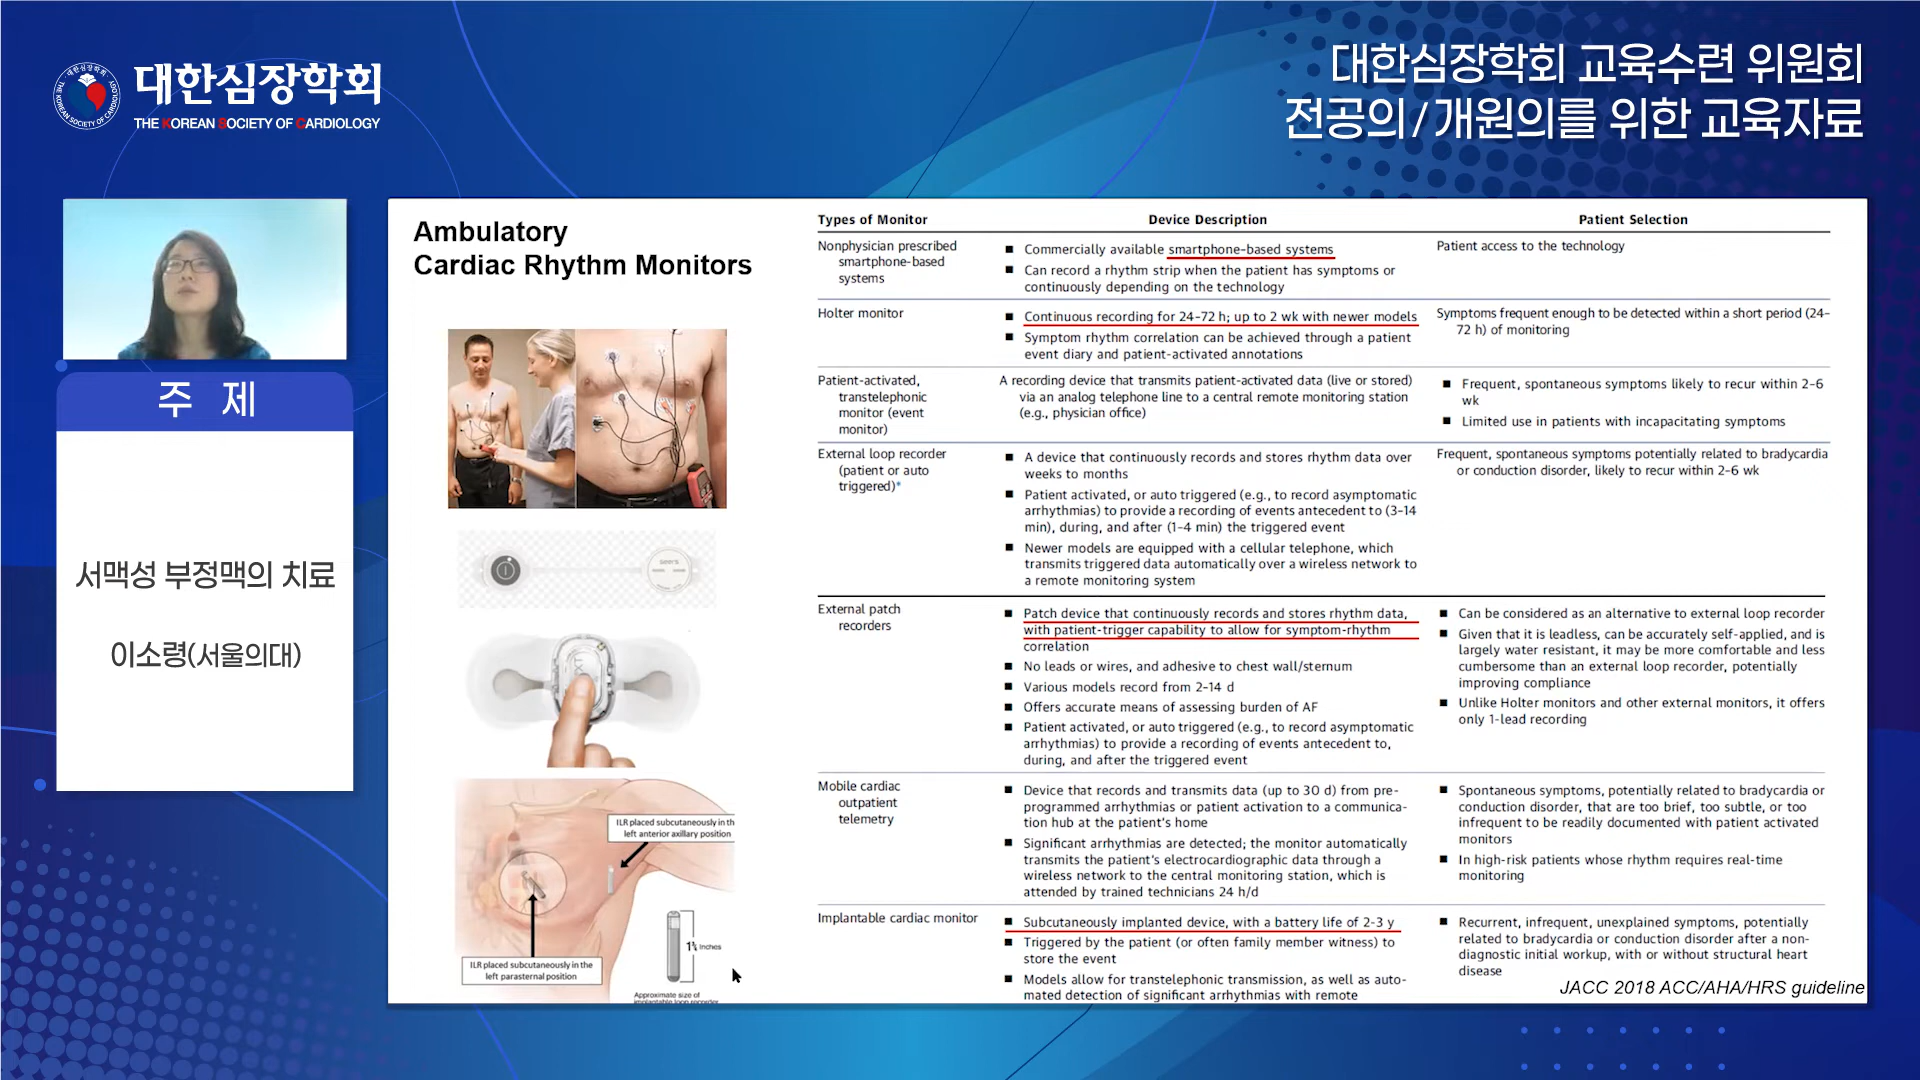 대한심장학회
THE KOREAN SOCIETY OF CARDIOLOGY
대한심장학회 교육수련 위원회
전공의/개원의를 위한 교육자료
주 제
서맥성 부정맥의 치료
이소령(서울의대)
Ambulatory
Cardiac Rhythm Monitors
ILR placed subcutaneously in th
left anterior axillary position
ILR placed subcutaneously in the
left parasternal position
Inches
Approximate size of
implantable loop recorder
Types of Monitor
Device Description
Patient Selection
Nonphysician prescribed
smartphone-based
systems
■ Commercially available smartphone-based systems
■ Can record a rhythm strip when the patient has symptoms or
continuously depending on the technology
Patient access to the technology
Holter monitor
■ Continuous recording for 24-72 h; up to 2 wk with newer models
■ Symptom rhythm correlation can be achieved through a patient
event diary and patient-activated annotations
Symptoms frequent enough to be detected within a short period (24-
72 h) of monitoring
Patient-activated,
transtelephonic
monitor (event
monitor)
A recording device that transmits patient-activated data (live or stored)
via an analog telephone line to a central remote monitoring station
(e.g., physician office)
■ Frequent, spontaneous symptoms likely to recur within 2-6
wk
■ Limited use in patients with incapacitating symptoms
External loop recorder
(patient or auto
triggered)*
■ A device that continuously records and stores rhythm data over
weeks to months
■ Patient activated, or auto triggered (e.g., to record asymptomatic
arrhythmias) to provide a recording of events antecedent to (3-14
min), during, and after (1-4 min) the triggered event
■ Newer models are equipped with a cellular telephone, which
transmits triggered data automatically over a wireless network to
a remote monitoring system
Frequent, spontaneous symptoms potentially related to bradycardia
or conduction disorder, likely to recur within 2-6 wk
External patch
recorders
■ Patch device that continuously records and stores rhythm data,
with patient-trigger capability to allow for symptom-rhythm
correlation
■ No leads or wires, and adhesive to chest wall/sternum
■ Various models record from 2-14 d
■ Offers accurate means of assessing burden of AF
■ Patient activated, or auto triggered (e.g., to record asymptomatic
arrhythmias) to provide a recording of events antecedent to,
during, and after the triggered event
■ Can be considered as an alternative to external loop recorder
■ Given that it is leadless, can be accurately self-applied, and is
largely water resistant, it may be more comfortable and less
cumbersome than an external loop recorder, potentially
improving compliance
■ Unlike Holter monitors and other external monitors, it offers
only 1-lead recording
Mobile cardiac
outpatient
telemetry
■ Device that records and transmits data (up to 30 d) from pre-
programmed arrhythmias or patient activation to a communica-
tion hub at the patient's home
■ Significant arrhythmias are detected; the monitor automatically
transmits the patient's electrocardiographic data through a
wireless network to the central monitoring station, which is
attended by trained technicians 24 h/d
■ Spontaneous symptoms, potentially related to bradycardia or
conduction disorder, that are too brief, too subtle, or too
infrequent to be readily documented with patient activated
monitors
■ In high-risk patients whose rhythm requires real-time
monitoring
Implantable cardiac monitor
■ Subcutaneously implanted device, with a battery life of 2-3 y
■ Triggered by the patient (or often family member witness) to
store the event
■ Models allow for transtelephonic transmission, as well as auto-
mated detection of significant arrhythmias with remote
■ Recurrent, infrequent, unexplained symptoms, potentially
related to bradycardia or conduction disorder after a non-
diagnostic initial workup, with or without structural heart
disease
JACC 2018 ACC/AHA/HRS guideline